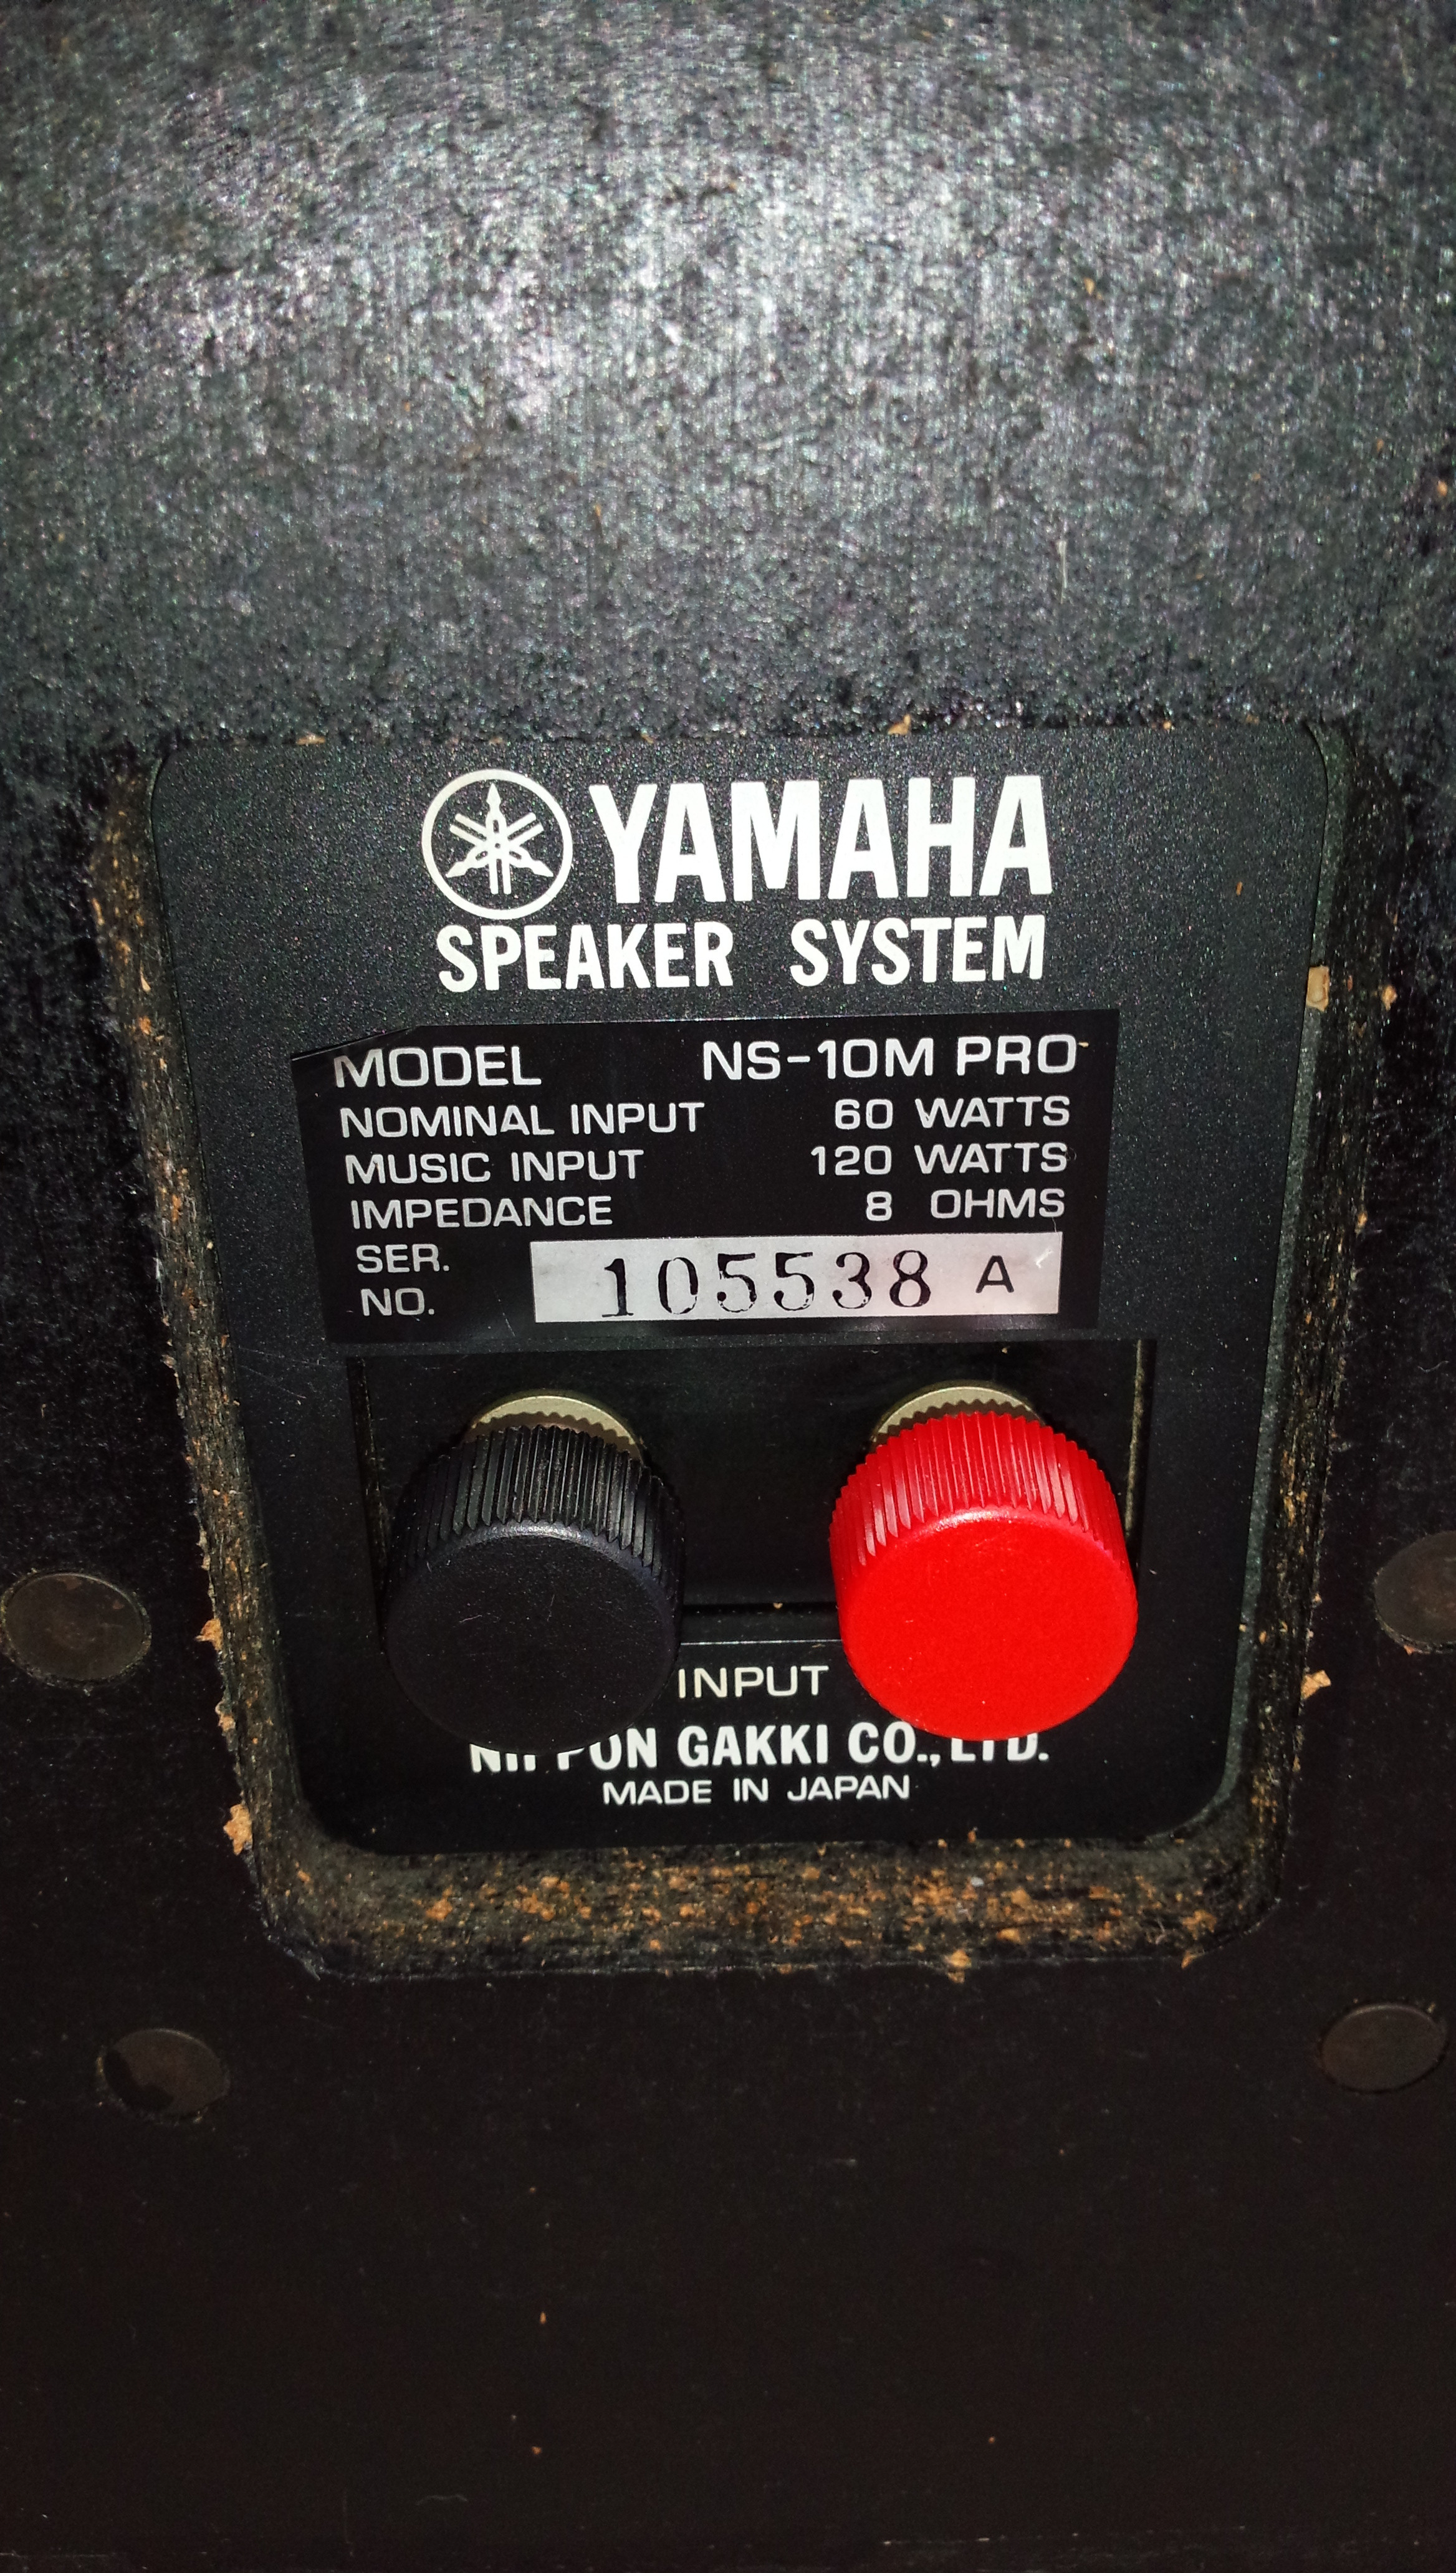 YAMAHA
SPEAKER SYSTEM
MODEL NS-10M PRO
NOMINAL INPUT 60 WATTS
MUSIC INPUT 120 WATTS
IMPEDANCE 8 OHMS
SER.
NO. 105538 A
INPUT
NIPPON GAKKI CO., LTD.
MADE IN JAPAN